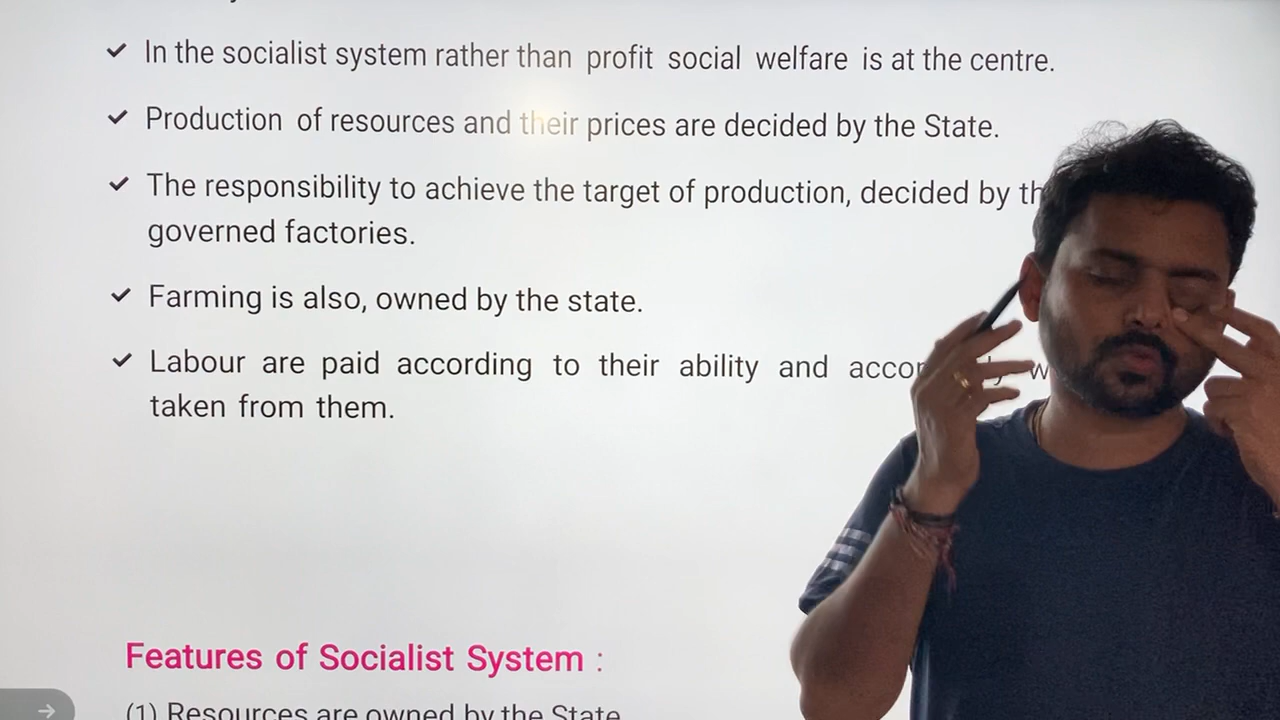 In the socialist system rather than profit social welfare is at the centre.
Production of resources and their prices are decided by the State.
The responsibility to achieve the target of production, decided by
governed factories.
Farming is also, owned by the state.
Labour are paid according to their ability and
taken from them.
Features of Socialist System :
(1) Resources are owned by the State